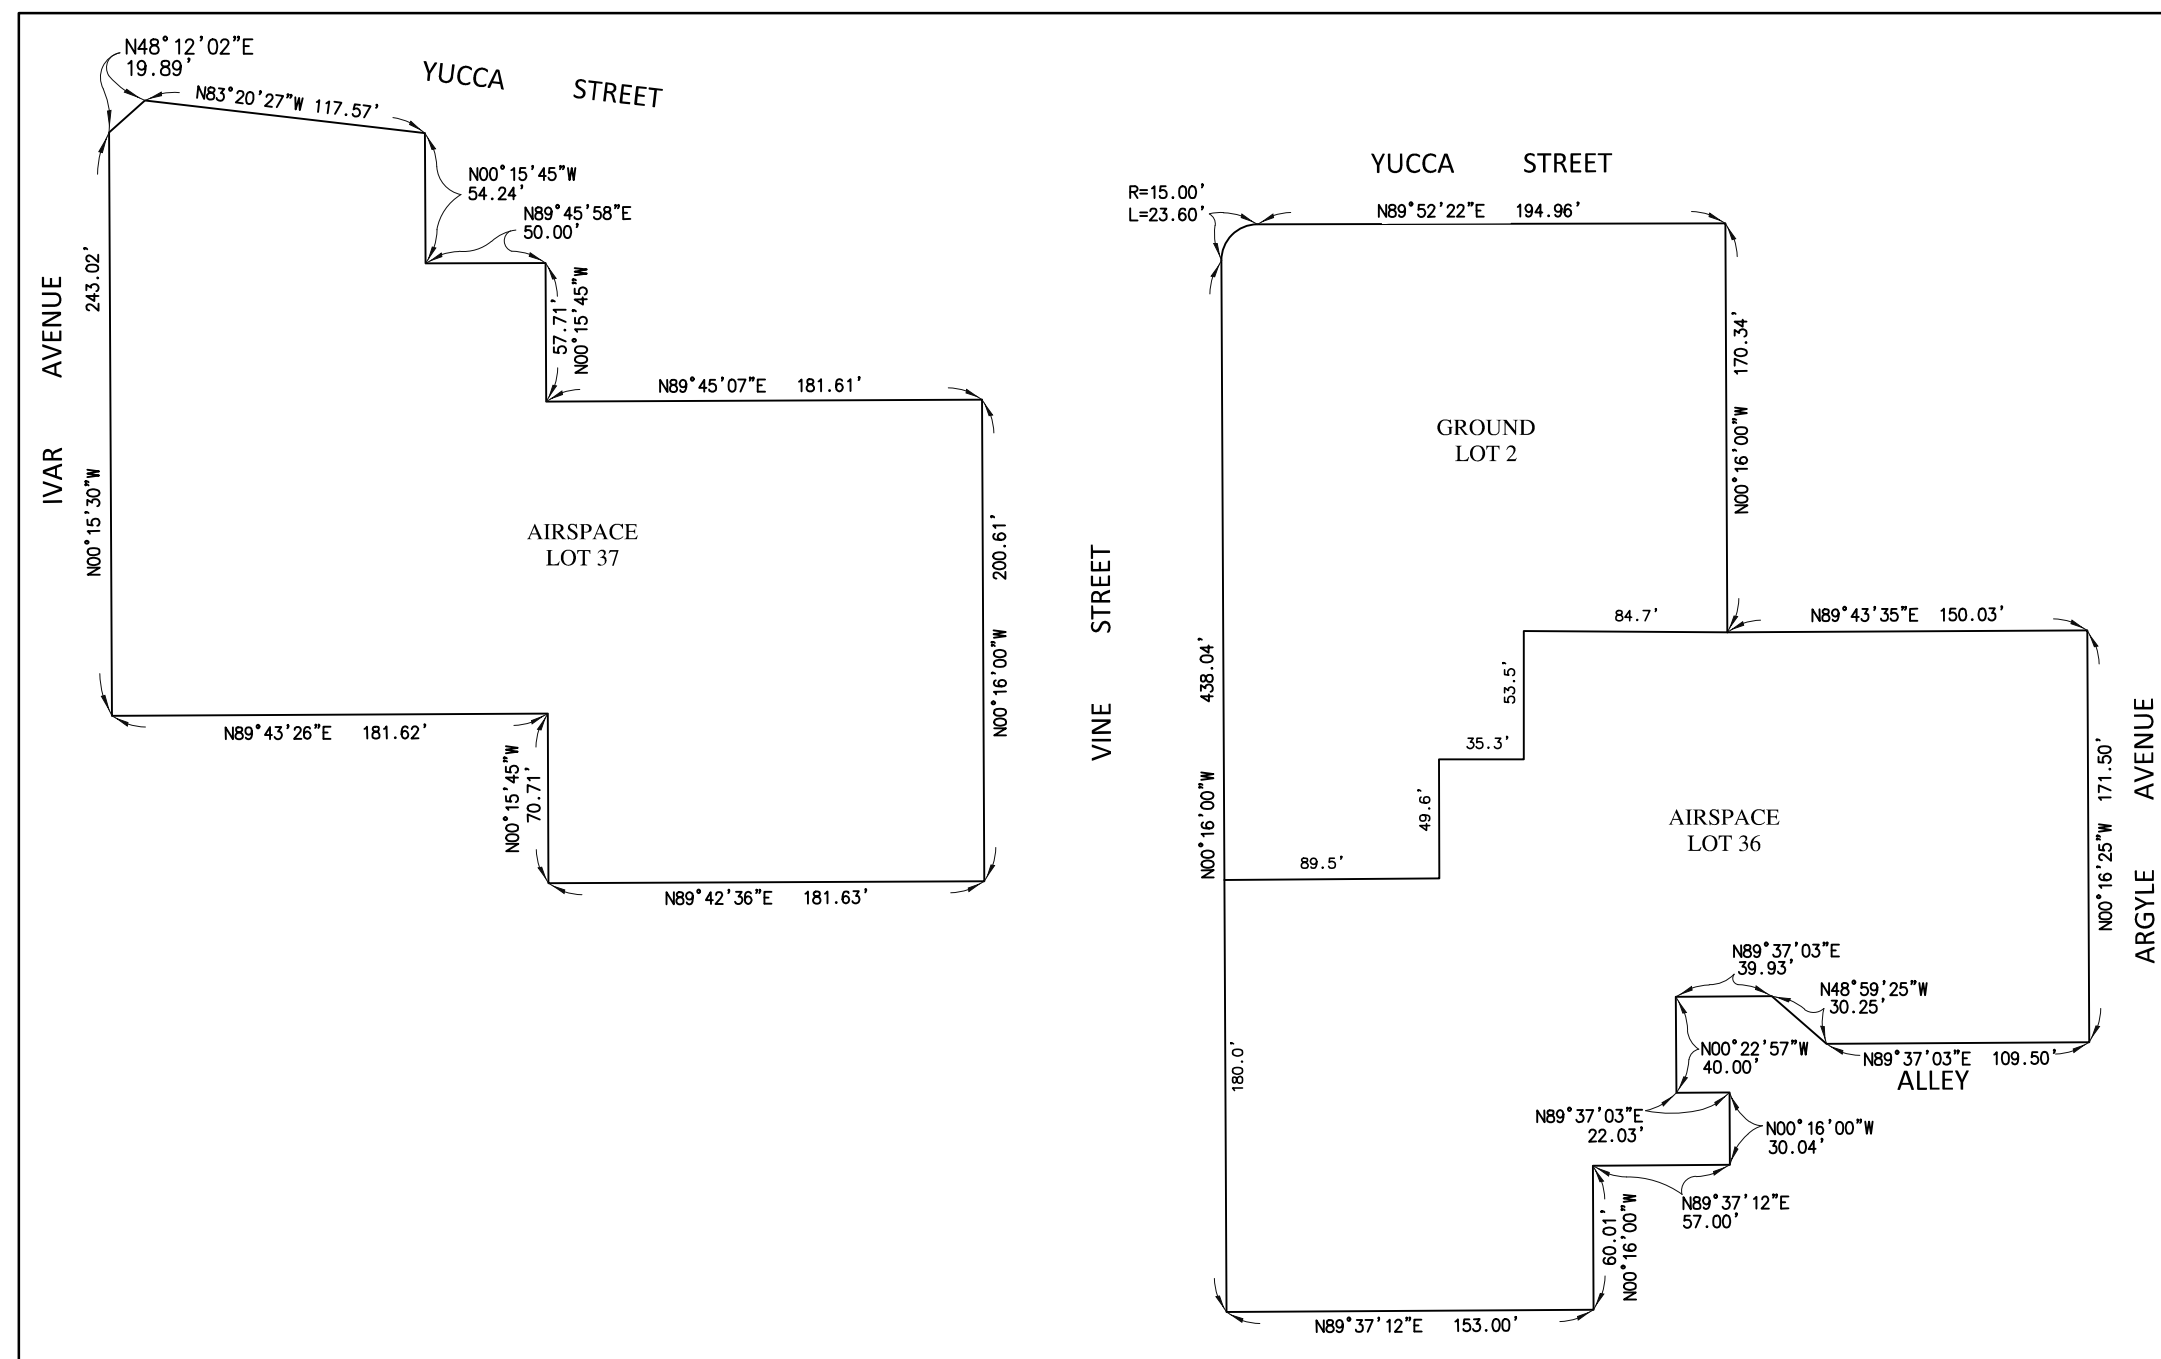 N48°12'02"E
19.89'
N83°20'27"W 117.57'
YUCCA STREET
N00°15'45"W
54.24'
N89°45'58"E
50.00'
57.71'
N00°15'45"W
243.02'
N00°15'30"W
IVAR AVENUE
N89°45'07"E 181.61'
AIRSPACE
LOT 37
200.61'
N00°16'00"W
N89°43'26"E 181.62'
N00°15'45"W
70.71'
N89°42'36"E 181.63'
VINE STREET
YUCCA STREET
R=15.00'
L=23.60'
N89°52'22"E 194.96'
N00°16'00"W 170.34'
GROUND
LOT 2
N00°16'00"W 438.04'
84.7'
N89°43'35"E 150.03'
53.5'
35.3'
49.6'
89.5'
AIRSPACE
LOT 36
N00°16'25"W 171.50'
ARGYLE AVENUE
N89°37'03"E
39.93'
N48°59'25"W
30.25'
N00°22'57"W
40.00'
N89°37'03"E 109.50'
ALLEY
180.0'
N89°37'03"E
22.03'
N00°16'00"W
30.04'
N89°37'12"E
57.00'
60.01'
N00°16'00"W
N89°37'12"E 153.00'